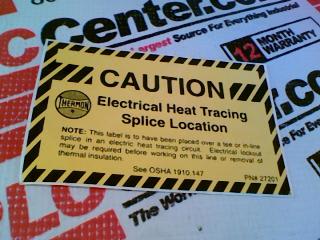 Center.com
Largest Source For Everything Industrial
12 MONTH
WARRANTY
CAUTION
THERMON
Electrical Heat Tracing
Splice Location
NOTE: This label is to have been placed over a tee or in-line
splice in an electric heat tracing circuit. Electrical lockout
may be required before working on this line or removal of
thermal insulation.
See OSHA 1910.147
PN# 27201
The Wor